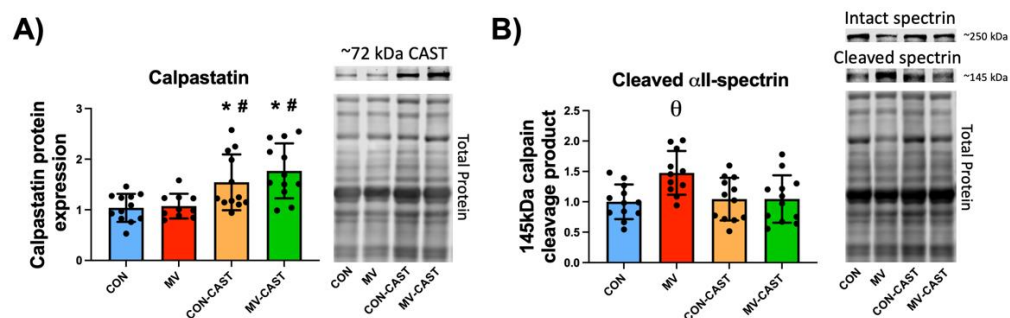 A)
Calpastatin
Calpastatin protein
expression
3
2
1
0
* #
* #
CON
MV
CON-CAST
MV-CAST
~72 kDa CAST
Total Protein
CON
MV
CON-CAST
MV-CAST
B)
Cleaved αII-spectrin
145kDa calpain
cleavage product
2.5
2.0
1.5
1.0
0.5
0.0
θ
CON
MV
CON-CAST
MV-CAST
Intact spectrin
~250 kDa
Cleaved spectrin
~145 kDa
Total Protein
CON
MV
CON-CAST
MV-CAST